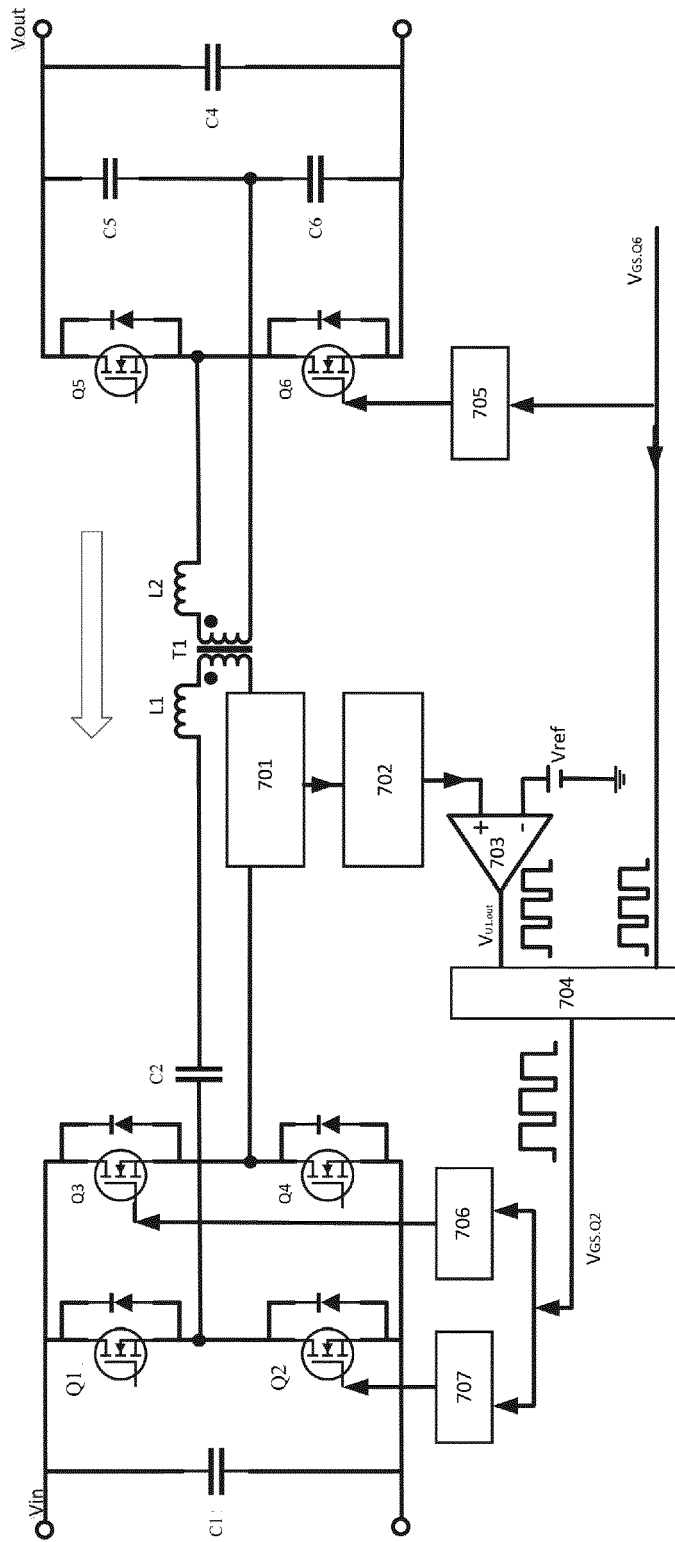 Vin
Vout
C1
Q1
Q2
Q3
Q4
C2
L1
T1
L2
Q5
Q6
C5
C6
C4
701
702
+
-
703
Vref
VU1.out
704
705
706
707
VGS.Q2
VGS.Q6